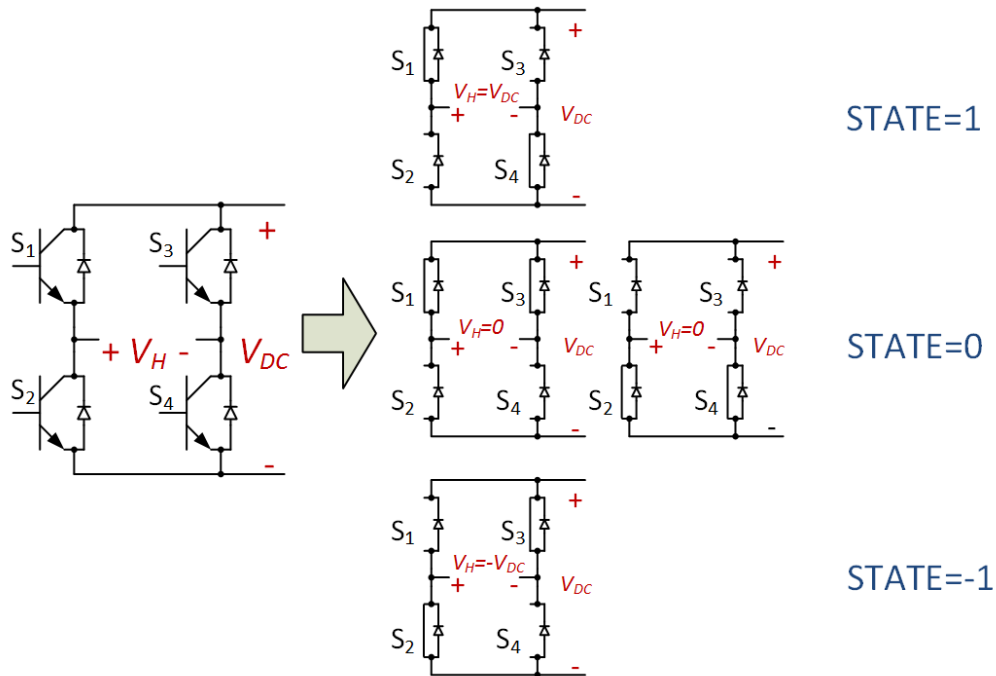 S1
S3
+
VH=VDC
+
-
VDC
S2
S4
-
STATE=1
S1
S3
+
+ VH -
VDC
S2
S4
-
S1
S3
+
VH=0
+
-
VDC
S2
S4
-
S1
S3
+
VH=0
+
-
VDC
S2
S4
-
STATE=0
S1
S3
+
VH=-VDC
+
-
VDC
S2
S4
-
STATE=-1